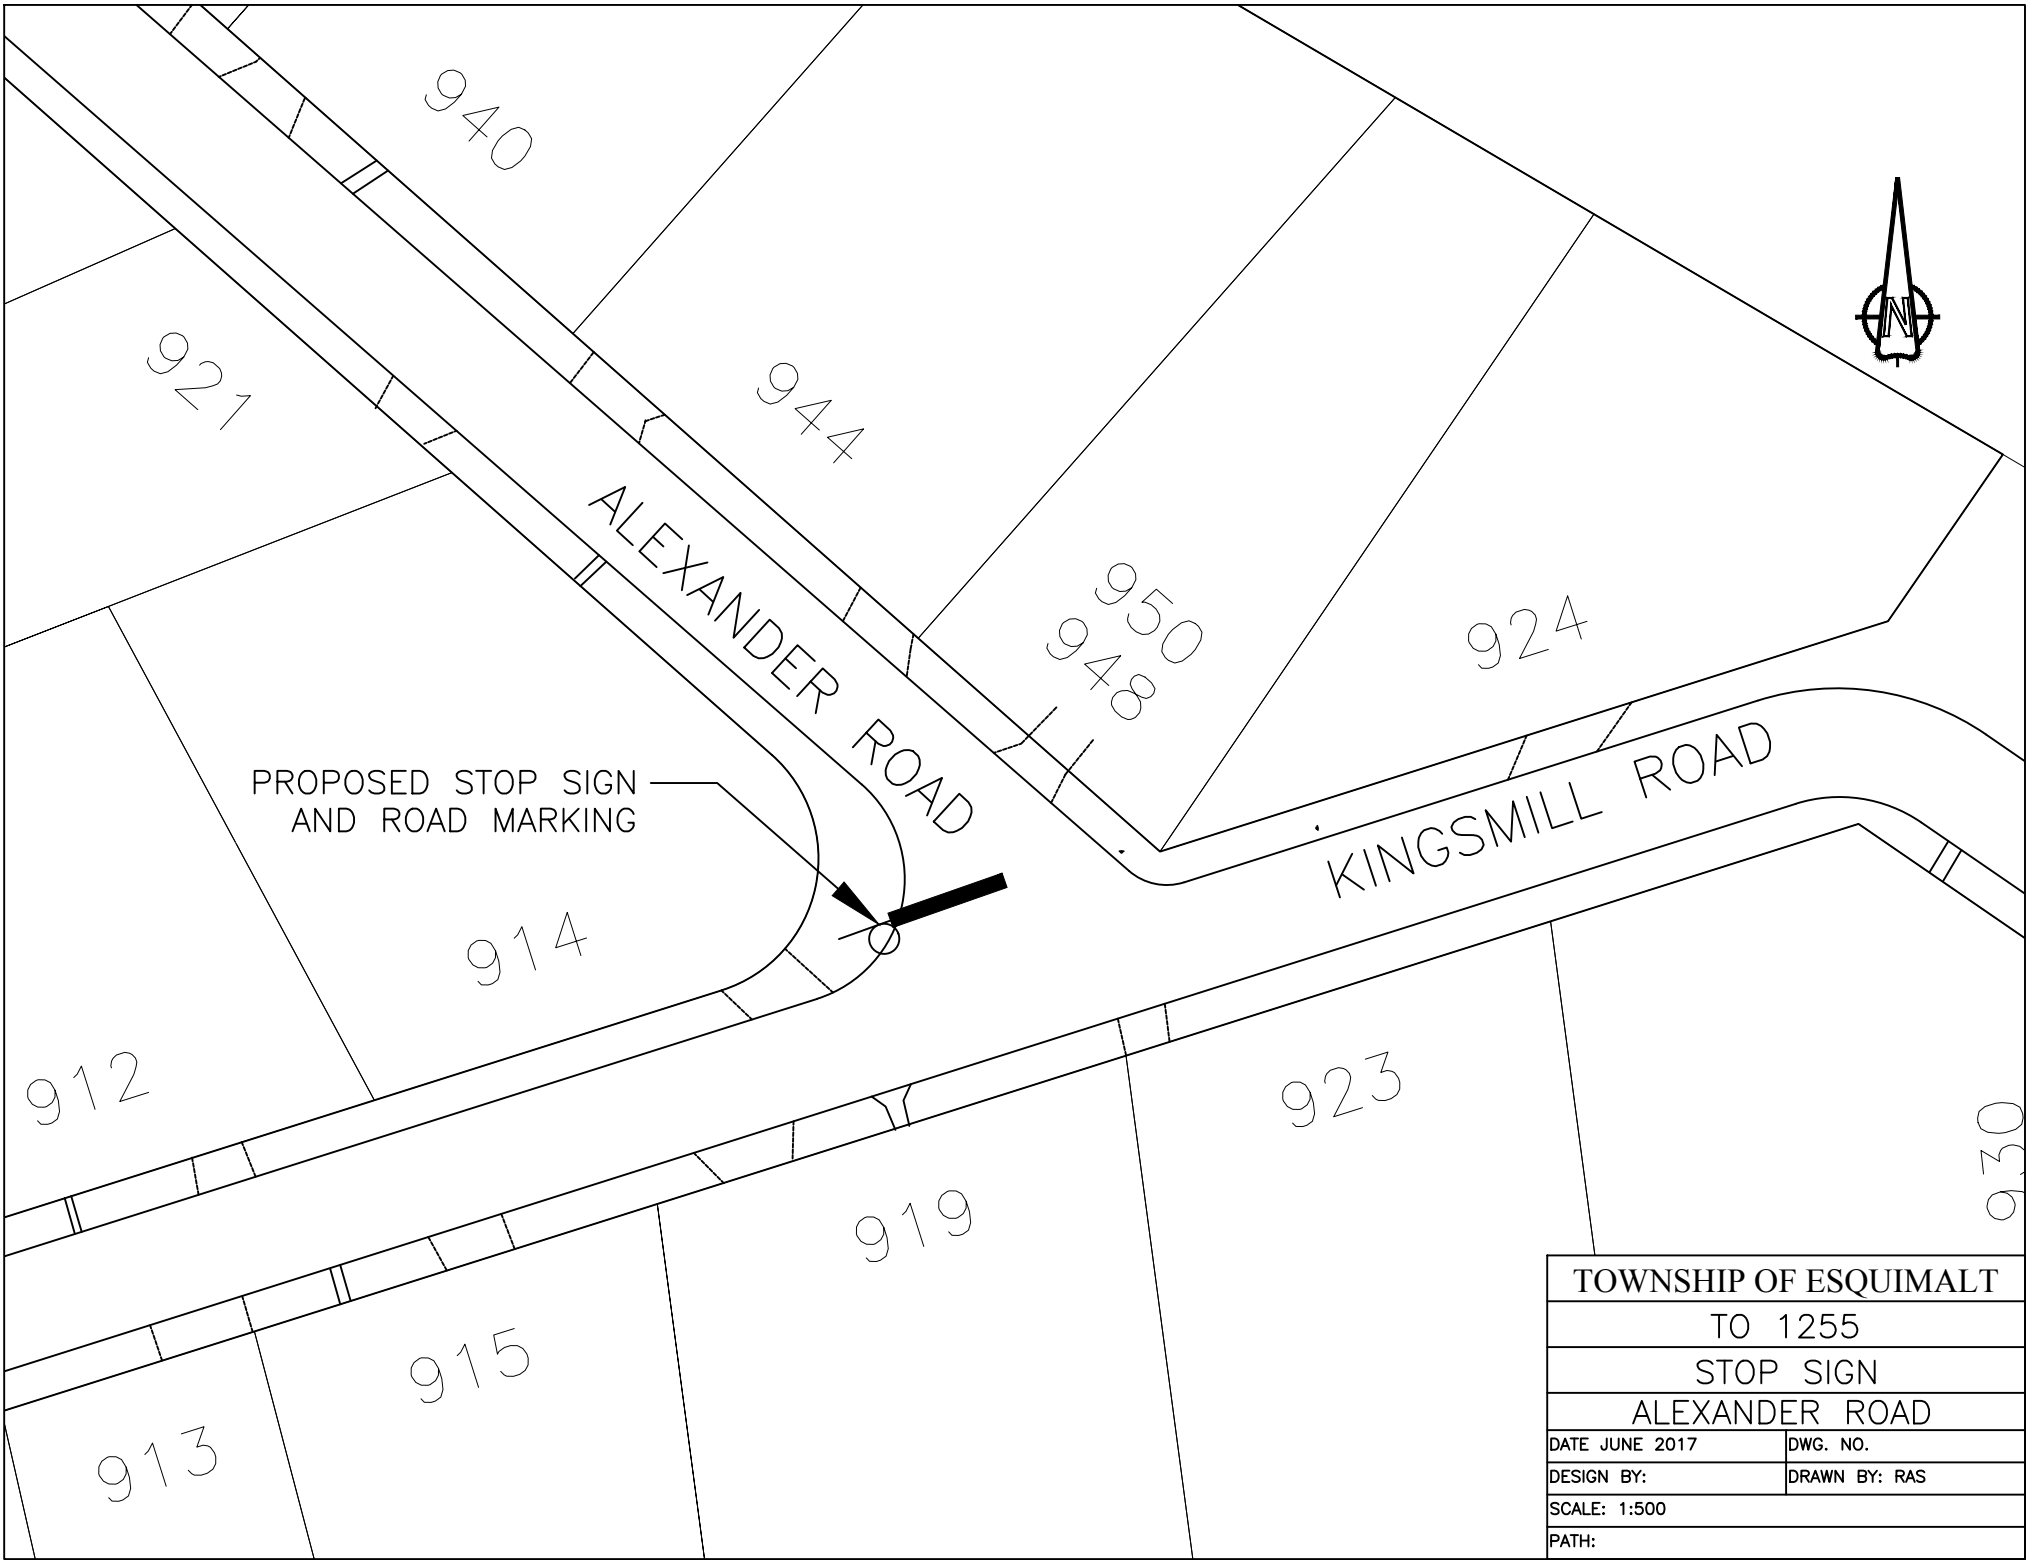 940
921
944
ALEXANDER ROAD
950
948
924
N
KINGSMILL ROAD
PROPOSED STOP SIGN
AND ROAD MARKING
914
912
923
930
919
915
913
TOWNSHIP OF ESQUIMALT
TO 1255
STOP SIGN
ALEXANDER ROAD
DATE JUNE 2017
DWG. NO.
DESIGN BY:
DRAWN BY: RAS
SCALE: 1:500
PATH: